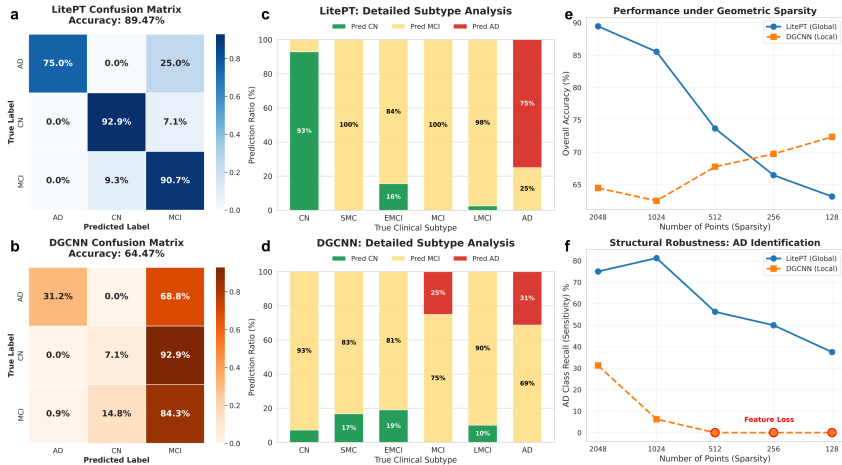 a
LitePT Confusion Matrix
Accuracy: 89.47%
True Label
AD
CN
MCI
75.0% 0.0% 25.0%
0.0% 92.9% 7.1%
0.0% 9.3% 90.7%
AD CN MCI
Predicted Label
0.8
0.6
0.4
0.2
0.0
b
DGCNN Confusion Matrix
Accuracy: 64.47%
True Label
AD
CN
MCI
31.2% 0.0% 68.8%
0.0% 7.1% 92.9%
0.9% 14.8% 84.3%
AD CN MCI
Predicted Label
0.8
0.6
0.4
0.2
0.0
c
LitePT: Detailed Subtype Analysis
Pred CN Pred MCI Pred AD
Prediction Ratio (%)
100
80
60
40
20
0
93%
100%
84%
16%
100%
98%
75%
25%
CN SMC EMCI MCI LMCI AD
True Clinical Subtype
d
DGCNN: Detailed Subtype Analysis
Pred CN Pred MCI Pred AD
Prediction Ratio (%)
100
80
60
40
20
0
93%
83%
17%
81%
19%
25%
75%
90%
10%
31%
69%
CN SMC EMCI MCI LMCI AD
True Clinical Subtype
e
Performance under Geometric Sparsity
LitePT (Global)
DGCNN (Local)
Overall Accuracy (%)
90
85
80
75
70
65
2048 1024 512 256 128
Number of Points (Sparsity)
f
Structural Robustness: AD Identification
LitePT (Global)
DGCNN (Local)
AD Class Recall (Sensitivity) %
80
70
60
50
40
30
20
10
0
Feature Loss
2048 1024 512 256 128
Number of Points (Sparsity)